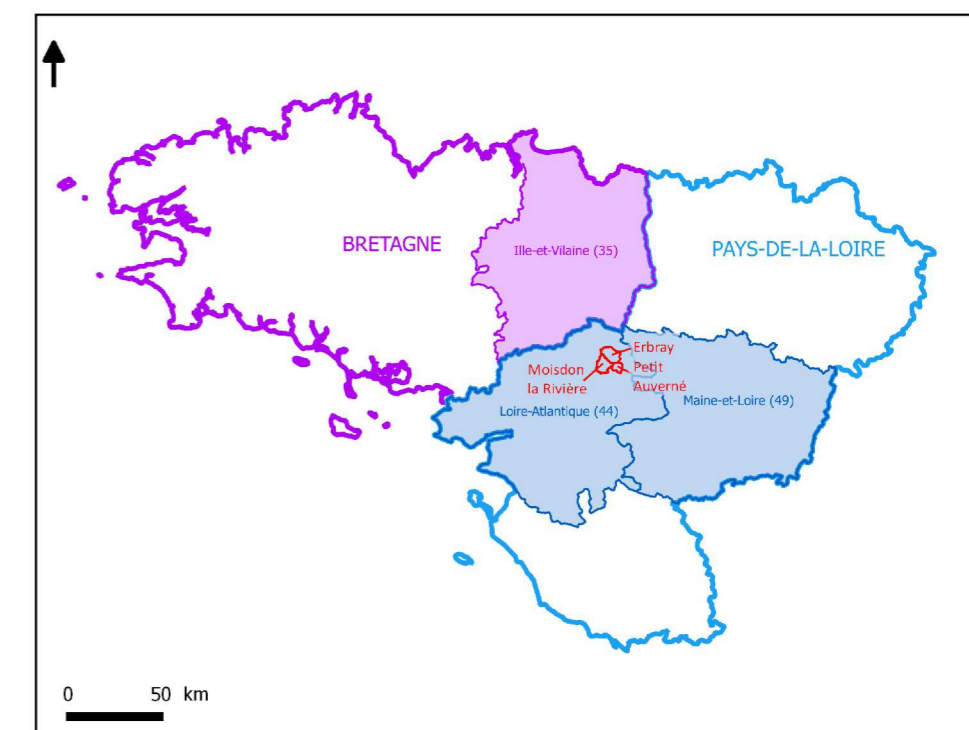 BRETAGNE
Ille-et-Vilaine (35)
PAYS-DE-LA-LOIRE
Erbray
Moisdon
la Rivière
Petit
Auverné
Loire-Atlantique (44)
Maine-et-Loire (49)
0 50 km